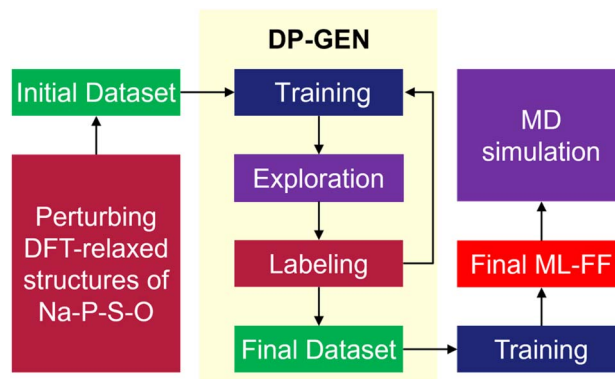 DP-GEN
Initial Dataset
Training
MD
simulation
Exploration
Perturbing
DFT-relaxed
structures of
Na-P-S-O
Labeling
Final ML-FF
Final Dataset
Training